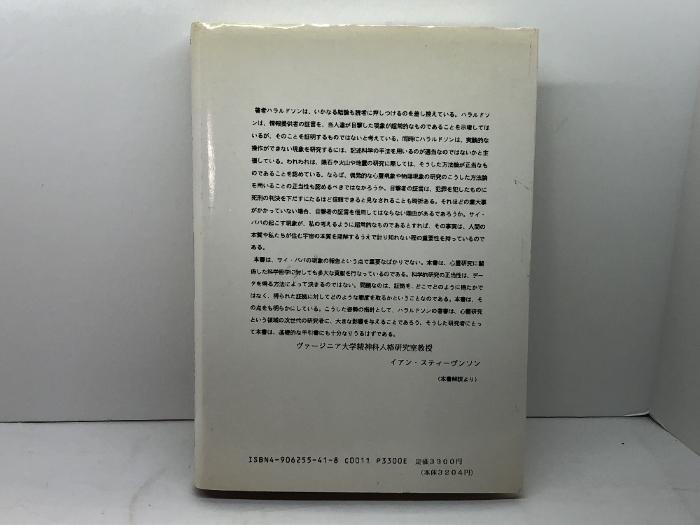 著者ハラルドソンは、いかなる結論も読者に押しつけるのを差し控えている。ハラルドソ
ンは、情報提供者の証言を、当人達が目撃した現象が超常的なものであることを示唆しては
いるが、そのことを証明するものではないと考えている。同時にハラルドソンは、実験的な
操作ができない現象を研究するには、記述科学の手法を用いるのが適当なのではないかと主
張している。われわれは、隕石や火山や地震の研究に際しては、そうした方法論が正当なも
のであることを認めている。ならば、偶発的な心霊現象や物理現象の研究のこうした方法論
を用いることの正当性も認めるべきではなかろうか。目撃者の証言は、犯罪を犯したものに
死刑の判決を下すにたるほど信頼できると見なされることも時折ある。それほどの重大事
がかかっていない場合、目撃者の証言を信用してはならない理由があるであろうか。サイ・
ババの起こす現象が、私の考えるように超常的なものであるとすれば、その事実は、人間の
本質や私たちが住む宇宙の本質を理解するうえで計り知れない程の重要性を持っているので
ある。
本書は、サイ・ババの現象の報告という点で重要なばかりでない。本書は、心霊研究に関
係した科学哲学に対しても多大な貢献を行なっているのである。科学的研究の正当性は、デー
タを得る方法によって決まるのではない。問題なのは、証拠を、どこでどのように得たかで
はなく、得られた証拠に対してどのような態度を取るかということなのである。本書は、そ
の点をも明らかにしている。こうした姿勢の指針として、ハラルドソンの著書は、心霊研究
という領域の次世代の研究者に、大きな影響を与えることであろう。そうした研究者にとっ
て本書は、基礎的な手引書にも十分なりうるはずである。
ヴァージニア大学精神科人格研究室教授
イアン・スティーヴンソン
（本書解説より）
ISBN4-906255-41-8 C0011 P3300E 定価3300円
（本体3204円）